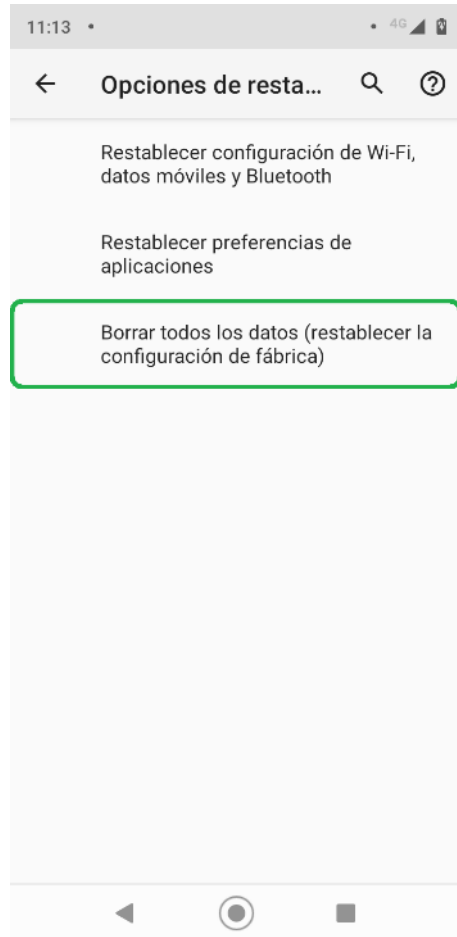 11:13
4G
Opciones de resta...
Restablecer configuración de Wi-Fi,
datos móviles y Bluetooth
Restablecer preferencias de
aplicaciones
Borrar todos los datos (restablecer la
configuración de fábrica)